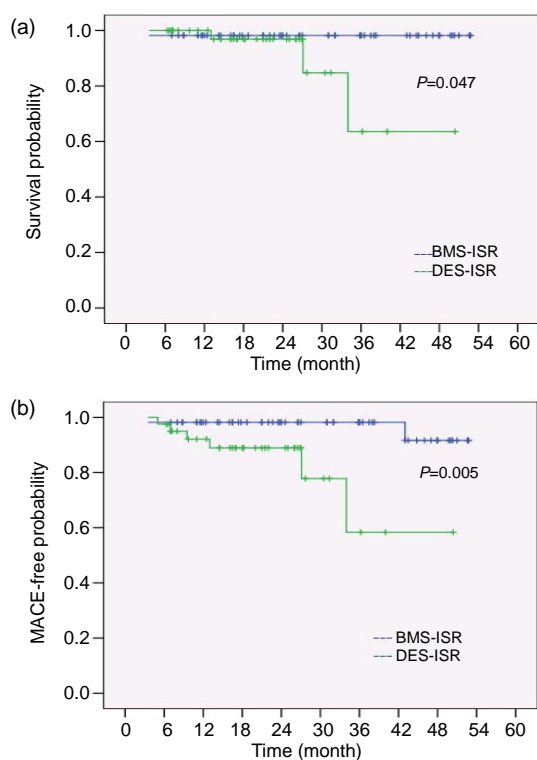 (a)
1.0
0.8
0.6
0.4
0.2
0.0
Survival probability
P=0.047
BMS-ISR
DES-ISR
0 6 12 18 24 30 36 42 48 54 60
Time (month)
(b)
1.0
0.8
0.6
0.4
0.2
0.0
MACE-free probability
P=0.005
BMS-ISR
DES-ISR
0 6 12 18 24 30 36 42 48 54 60
Time (month)